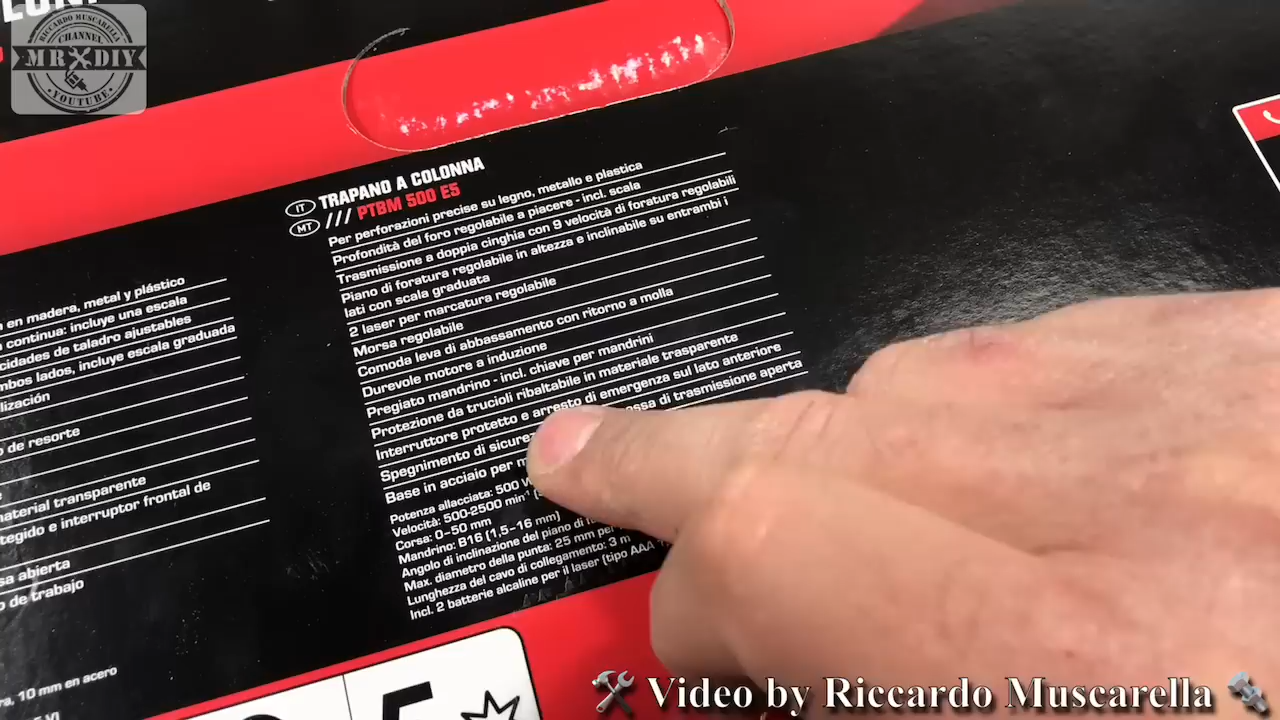 RICCARDO MUSCARELLA
CHANNEL
MR DIY
YOUTUBE
IT
MT
TRAPANO A COLONNA
/// PTBM 500 E5
Per perforazioni precise su legno, metallo e plastica
Profondità del foro regolabile a piacere - incl. scala
Trasmissione a doppia cinghia con 9 velocità di foratura regolabili
Piano di foratura regolabile in altezza e inclinabile su entrambi i
lati con scala graduata
2 laser per marcatura regolabile
Morsa regolabile
Comoda leva di abbassamento con ritorno a molla
Durevole motore a induzione
Pregiato mandrino - incl. chiave per mandrini
Protezione da trucioli ribaltabile in materiale trasparente
Interruttore protetto e arresto di emergenza sul lato anteriore
Spegnimento di di trasmissione aperta
Base in acciaio per
Potenza allacciata: 500
Velocità: 500-2500 min⁻¹
Corsa: 0-50 mm
Mandrino: B16 (1,5-16 mm)
Angolo di inclinazione del piano di
Max. diametro della punta: 25 mm per
Lunghezza del cavo di collegamento: 3 m
Incl. 2 batterie alcaline per il laser (tipo AAA
en madera, metal y plástico
continua: incluye una escala
ajustables
cidades de taladro ajustables
mbos lados, incluye escala graduada
lización
o de resorte
material transparente
tegido e interruptor frontal de
sa abierta
o de trabajo
ra, 10 mm en acero
Video by Riccardo Muscarella